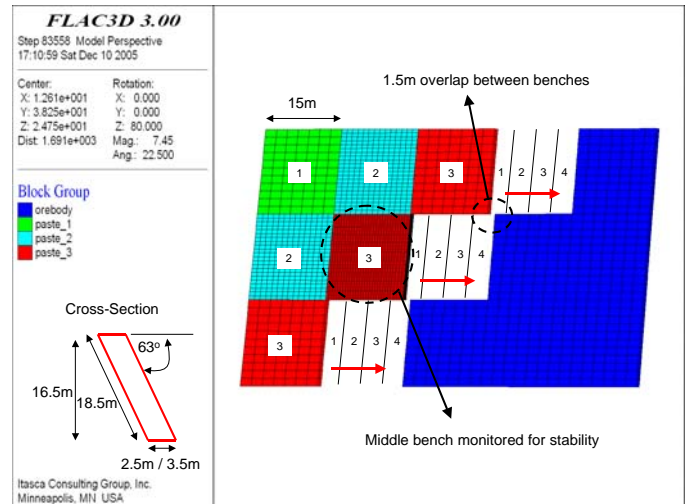 FLAC3D 3.00
Step 83558 Model Perspective
17:10:59 Sat Dec 10 2005
Center: Rotation:
X: 1.261e+001 X: 0.000
Y: 3.825e+001 Y: 0.000
Z: 2.475e+001 Z: 80.000
Dist: 1.691e+003 Mag.: 7.45
Ang.: 22.500
Block Group
orebody
paste_1
paste_2
paste_3
Cross-Section
63º
16.5m
18.5m
2.5m / 3.5m
Itasca Consulting Group, Inc.
Minneapolis, MN USA
1.5m overlap between benches
15m
1 2 3 1 2 3 4
2 3 1 2 3 4
3 1 2 3 4
Middle bench monitored for stability